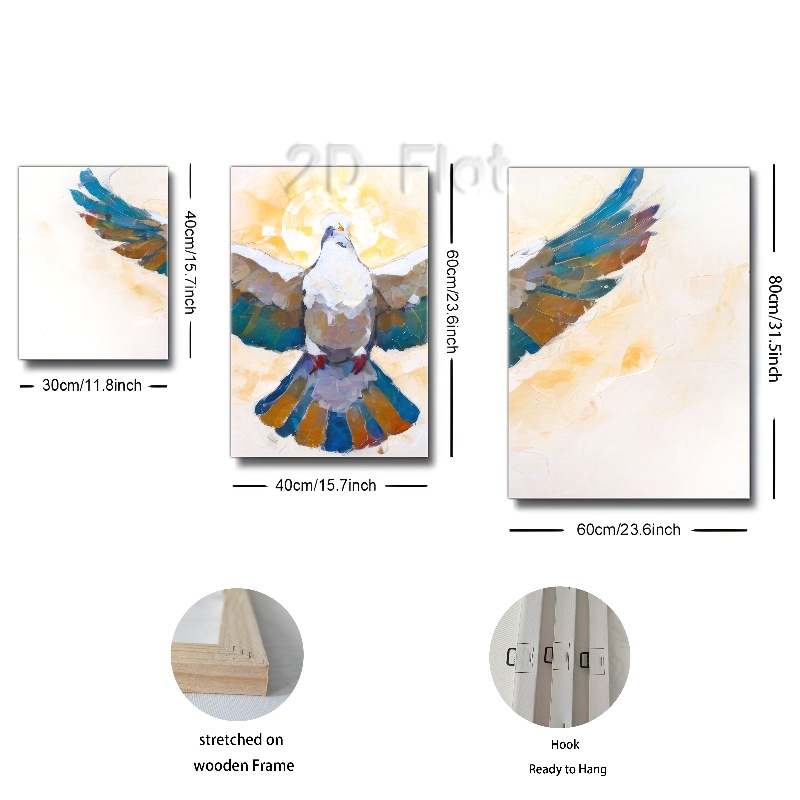 2D Flat
40cm/15.7inch
30cm/11.8inch
60cm/23.6inch
40cm/15.7inch
80cm/31.5inch
60cm/23.6inch
stretched on
wooden Frame
Hook
Ready to Hang